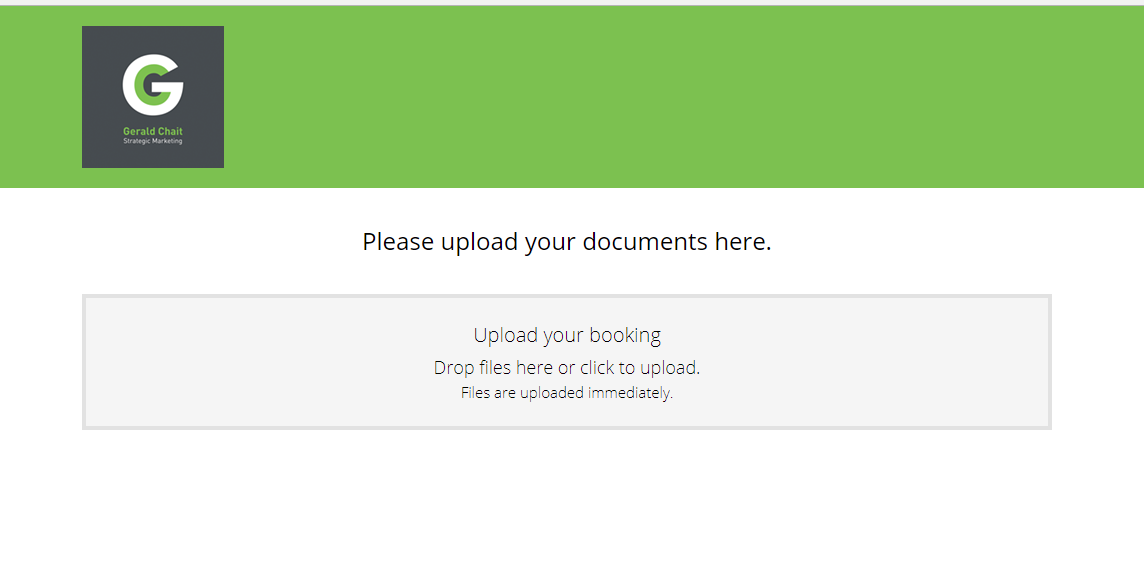 Gerald Chait
Strategic Marketing
Please upload your documents here.
Upload your booking
Drop files here or click to upload.
Files are uploaded immediately.